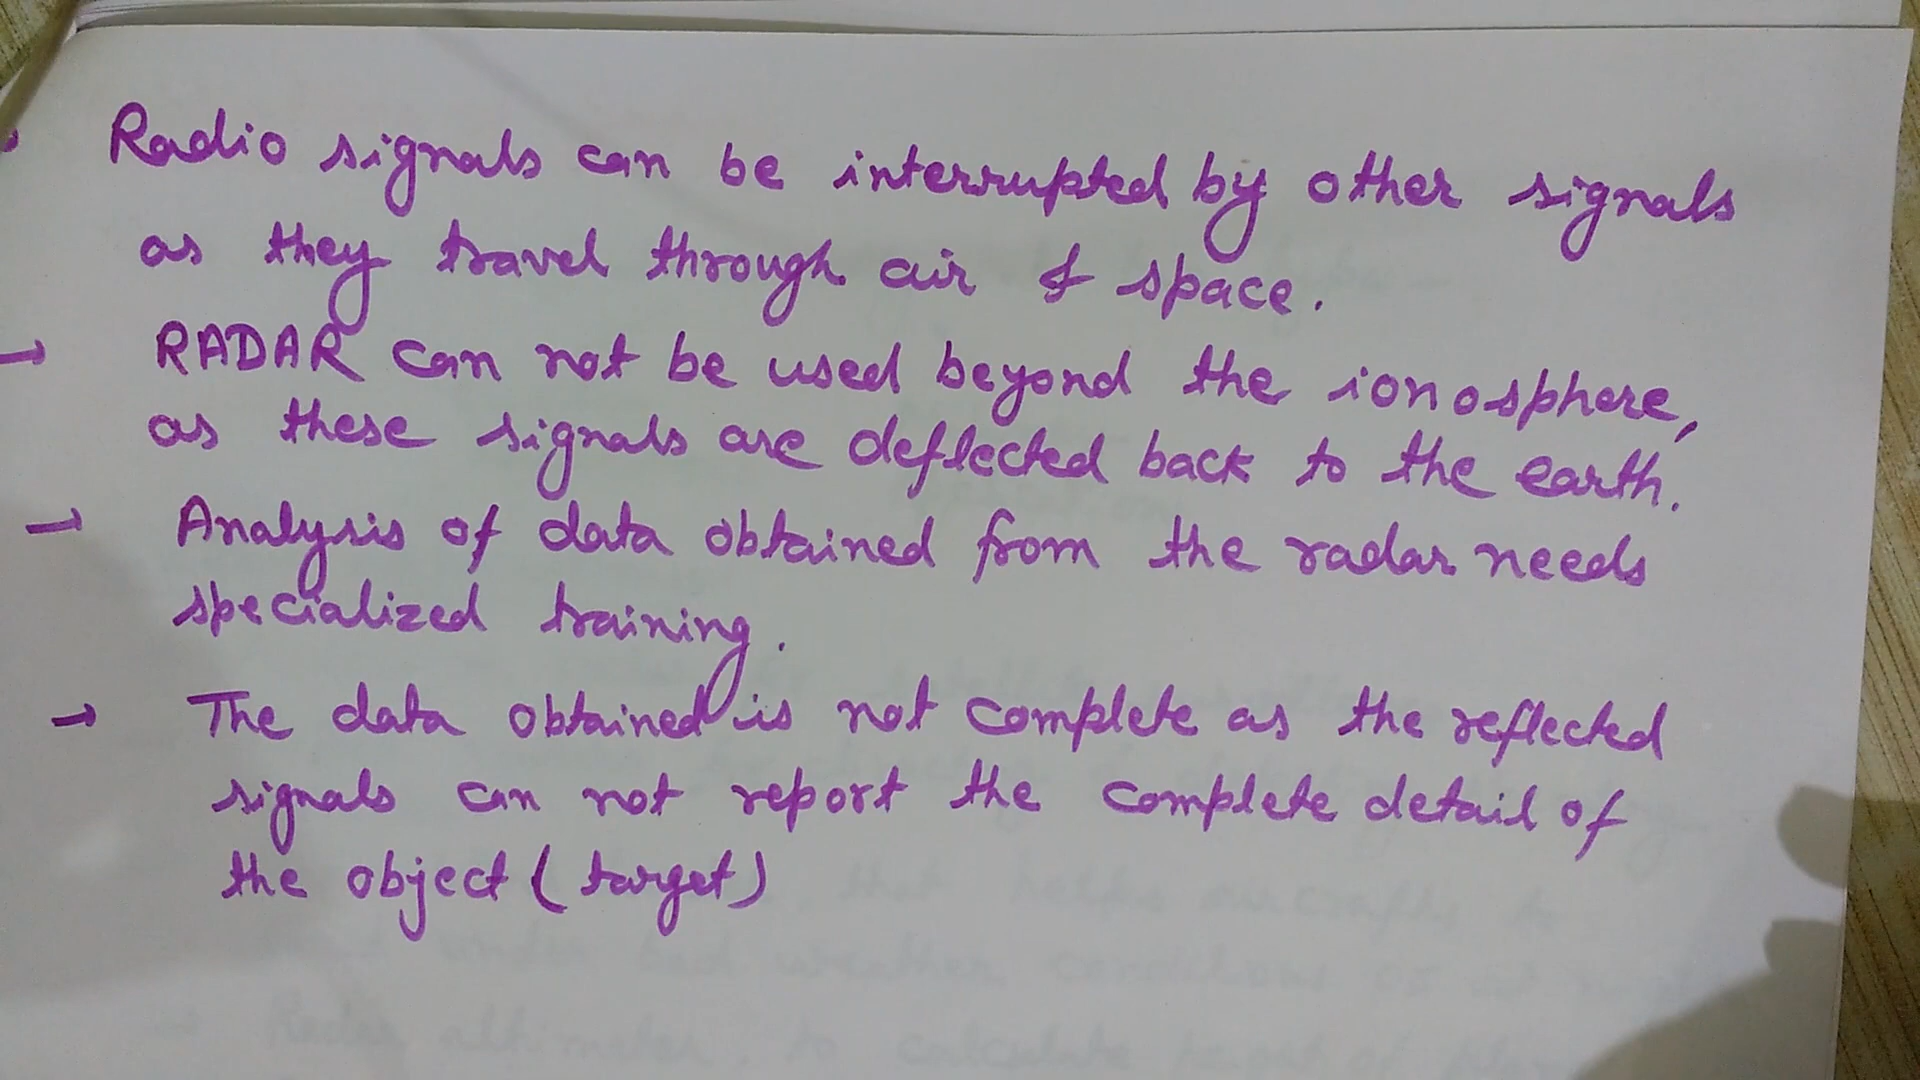 Radio signals can be interrupted by other signals
as they travel through air & space.
→ RADAR can not be used beyond the ionosphere,
as these signals are deflected back to the earth.
→ Analysis of data obtained from the radar needs
specialized training.
→ The data obtained is not complete as the reflected
signals can not report the complete detail of
the object (target)